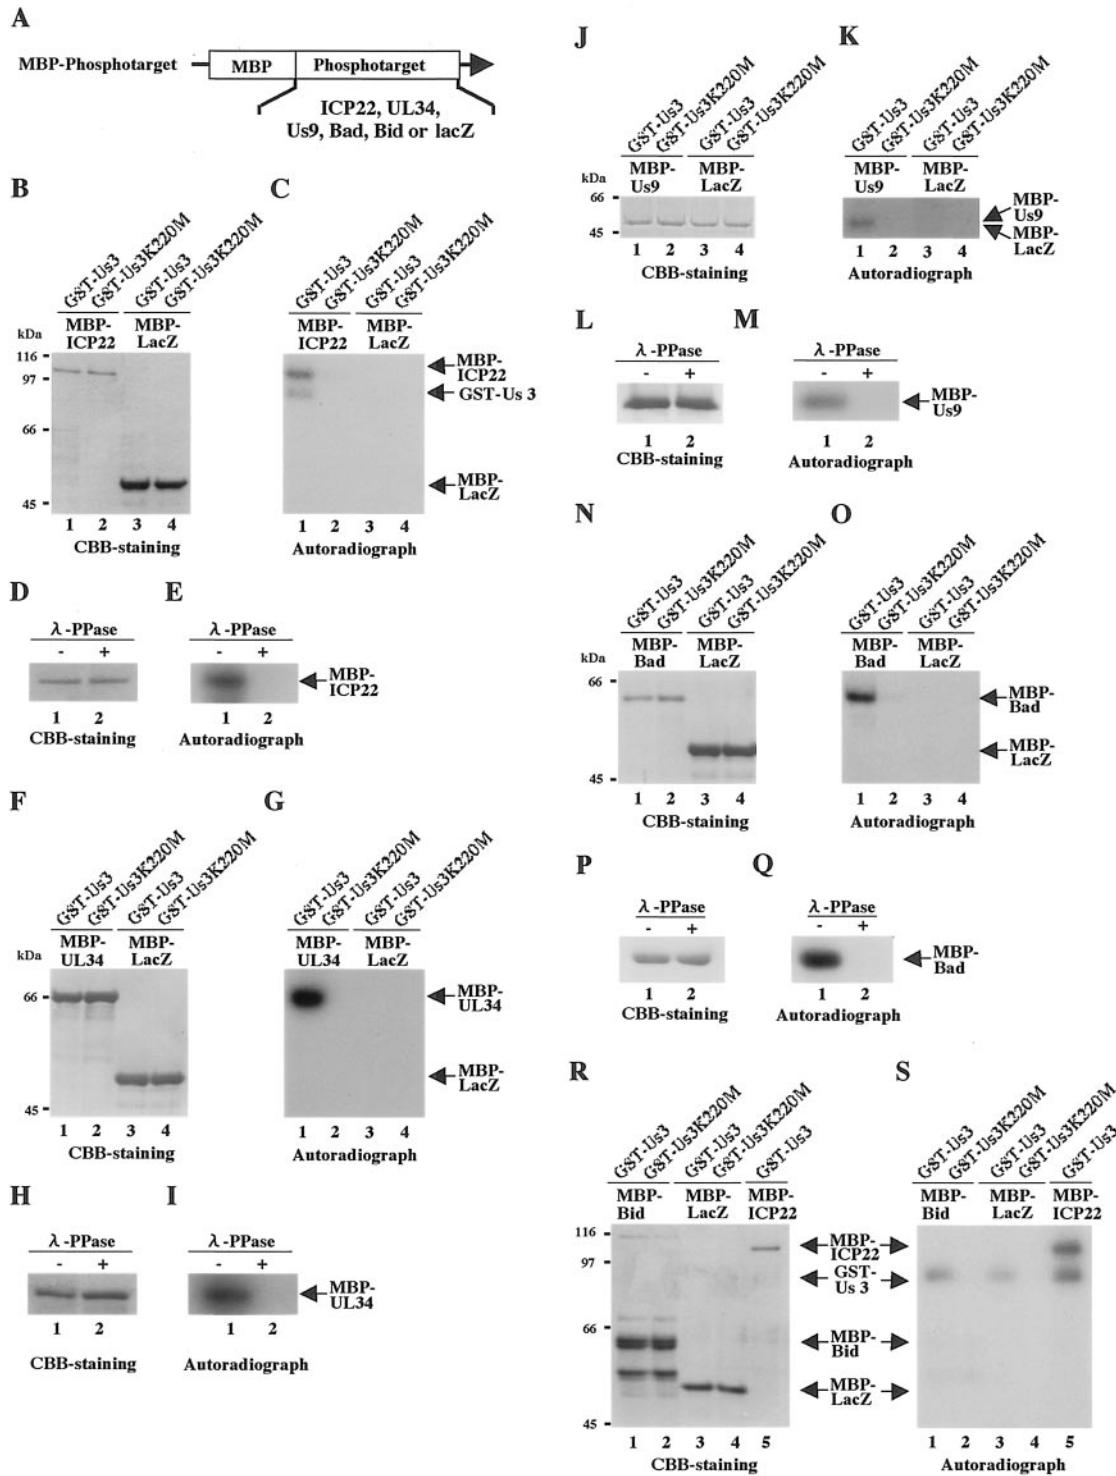 A
MBP-Phosphotarget
MBP
Phosphotarget
ICP22, UL34,
Us9, Bad, Bid or lacZ
B
GST-Us3
GST-Us3K220M
GST-Us3
GST-Us3K220M
MBP-
ICP22
MBP-
LacZ
kDa
116
97
66
45
1 2 3 4
CBB-staining
C
GST-Us3
GST-Us3K220M
GST-Us3
GST-Us3K220M
MBP-
ICP22
MBP-
LacZ
MBP-
ICP22
GST-Us 3
MBP-
LacZ
1 2 3 4
Autoradiograph
D
λ -PPase
- +
1 2
CBB-staining
E
λ -PPase
- +
MBP-
ICP22
1 2
Autoradiograph
F
GST-Us3
GST-Us3K220M
GST-Us3
GST-Us3K220M
MBP-
UL34
MBP-
LacZ
kDa
66
45
1 2 3 4
CBB-staining
G
GST-Us3
GST-Us3K220M
GST-Us3
GST-Us3K220M
MBP-
UL34
MBP-
LacZ
MBP-
UL34
MBP-
LacZ
1 2 3 4
Autoradiograph
H
λ -PPase
- +
1 2
CBB-staining
I
λ -PPase
- +
MBP-
UL34
1 2
Autoradiograph
J
GST-Us3
GST-Us3K220M
GST-Us3
GST-Us3K220M
MBP-
Us9
MBP-
LacZ
kDa
66
45
1 2 3 4
CBB-staining
K
GST-Us3
GST-Us3K220M
GST-Us3
GST-Us3K220M
MBP-
Us9
MBP-
LacZ
MBP-
Us9
MBP-
LacZ
1 2 3 4
Autoradiograph
L
λ -PPase
- +
1 2
CBB-staining
M
λ -PPase
- +
MBP-
Us9
1 2
Autoradiograph
N
GST-Us3
GST-Us3K220M
GST-Us3
GST-Us3K220M
MBP-
Bad
MBP-
LacZ
kDa
66
45
1 2 3 4
CBB-staining
O
GST-Us3
GST-Us3K220M
GST-Us3
GST-Us3K220M
MBP-
Bad
MBP-
LacZ
MBP-
Bad
MBP-
LacZ
1 2 3 4
Autoradiograph
P
λ -PPase
- +
1 2
CBB-staining
Q
λ -PPase
- +
MBP-
Bad
1 2
Autoradiograph
R
GST-Us3
GST-Us3K220M
GST-Us3
GST-Us3K220M
GST-Us3
MBP-
Bid
MBP-
LacZ
MBP-
ICP22
116
97
66
45
1 2 3 4 5
CBB-staining
MBP-
ICP22
GST-
Us 3
MBP-
Bid
MBP-
LacZ
S
GST-Us3
GST-Us3K220M
GST-Us3
GST-Us3K220M
GST-Us3
MBP-
Bid
MBP-
LacZ
MBP-
ICP22
1 2 3 4 5
Autoradiograph